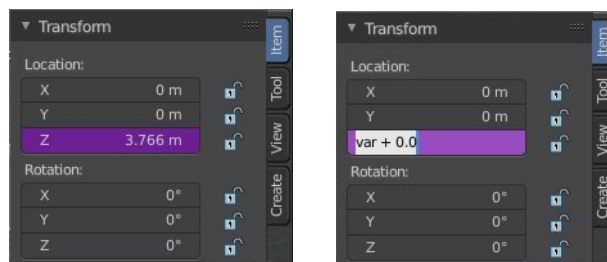 Transform
Item
Location:
X 0 m
Tool
Y 0 m
Z 3.766 m
View
Rotation:
X 0°
Create
Y 0°
Z 0°
Transform
Item
Location:
X 0 m
Tool
Y 0 m
var + 0.0
View
Rotation:
X 0°
Create
Y 0°
Z 0°